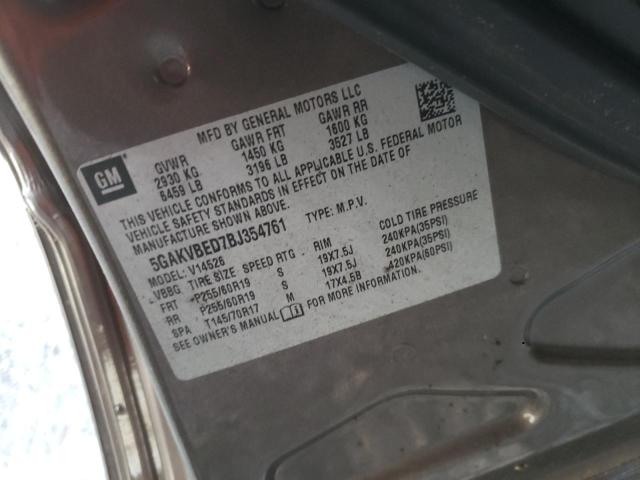 GM
MFD BY GENERAL MOTORS LLC
GVWR GAWR FRT GAWR RR
2930 KG 1450 KG 1600 KG
6459 LB 3196 LB 3527 LB
THIS VEHICLE CONFORMS TO ALL APPLICABLE U.S. FEDERAL MOTOR
VEHICLE SAFETY STANDARDS IN EFFECT ON THE DATE OF
MANUFACTURE SHOWN ABOVE.
5GAKVBED7BJ354761 TYPE: M.P.V.
MODEL: V14526
VBBG TIRE SIZE SPEED RTG RIM COLD TIRE PRESSURE
FRT P255/60R19 S 19X7.5J 240KPA(35PSI)
RR P255/60R19 S 19X7.5J 240KPA(35PSI)
SPA T145/70R17 M 17X4.5B 420KPA(60PSI)
SEE OWNER'S MANUAL FOR MORE INFORMATION.